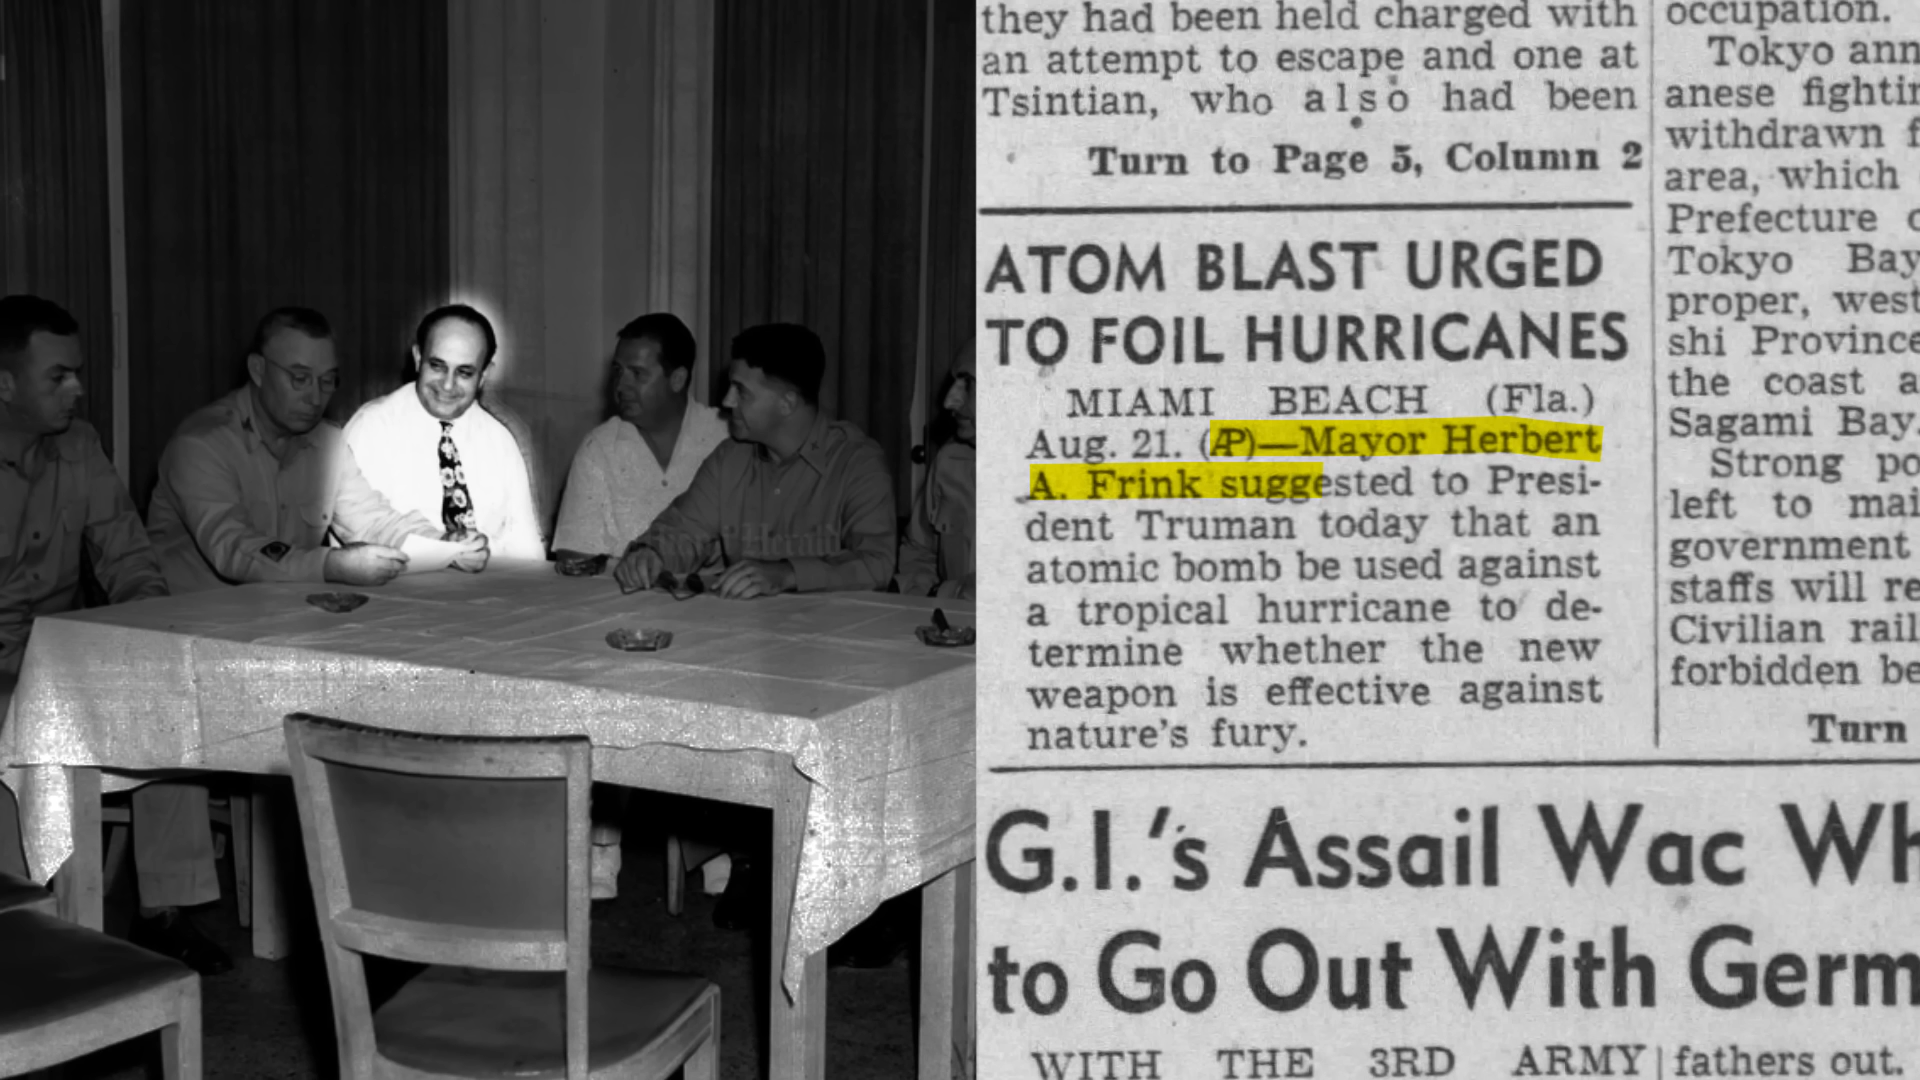 Herald
they had been held charged with
an attempt to escape and one at
Tsintian, who also had been
Turn to Page 5, Column 2
ATOM BLAST URGED
TO FOIL HURRICANES
MIAMI BEACH (Fla.)
Aug. 21. (AP)—Mayor Herbert
A. Frink suggested to Presi-
dent Truman today that an
atomic bomb be used against
a tropical hurricane to de-
termine whether the new
weapon is effective against
nature's fury.
occupation.
Tokyo ann
anese fightin
withdrawn f
area, which
Prefecture
Tokyo Bay
proper, west
shi Province
the coast a
Sagami Bay.
Strong po
left to mai
government
staffs will re
Civilian rail
forbidden be
Turn
G.I.'s Assail Wac Wh
to Go Out With Germ
WITH THE 3RD ARMY
fathers out.